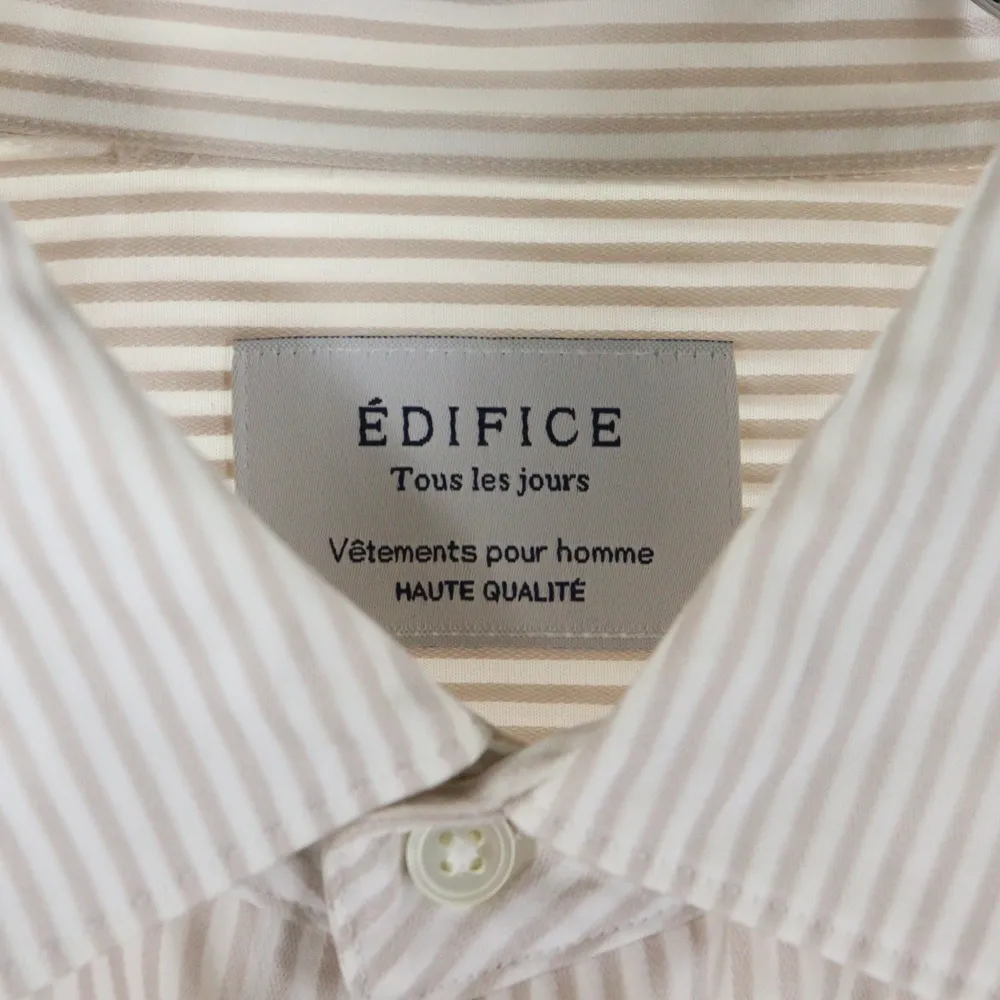 ÉDIFICE
Tous les jours
Vêtements pour homme
HAUTE QUALITÉ